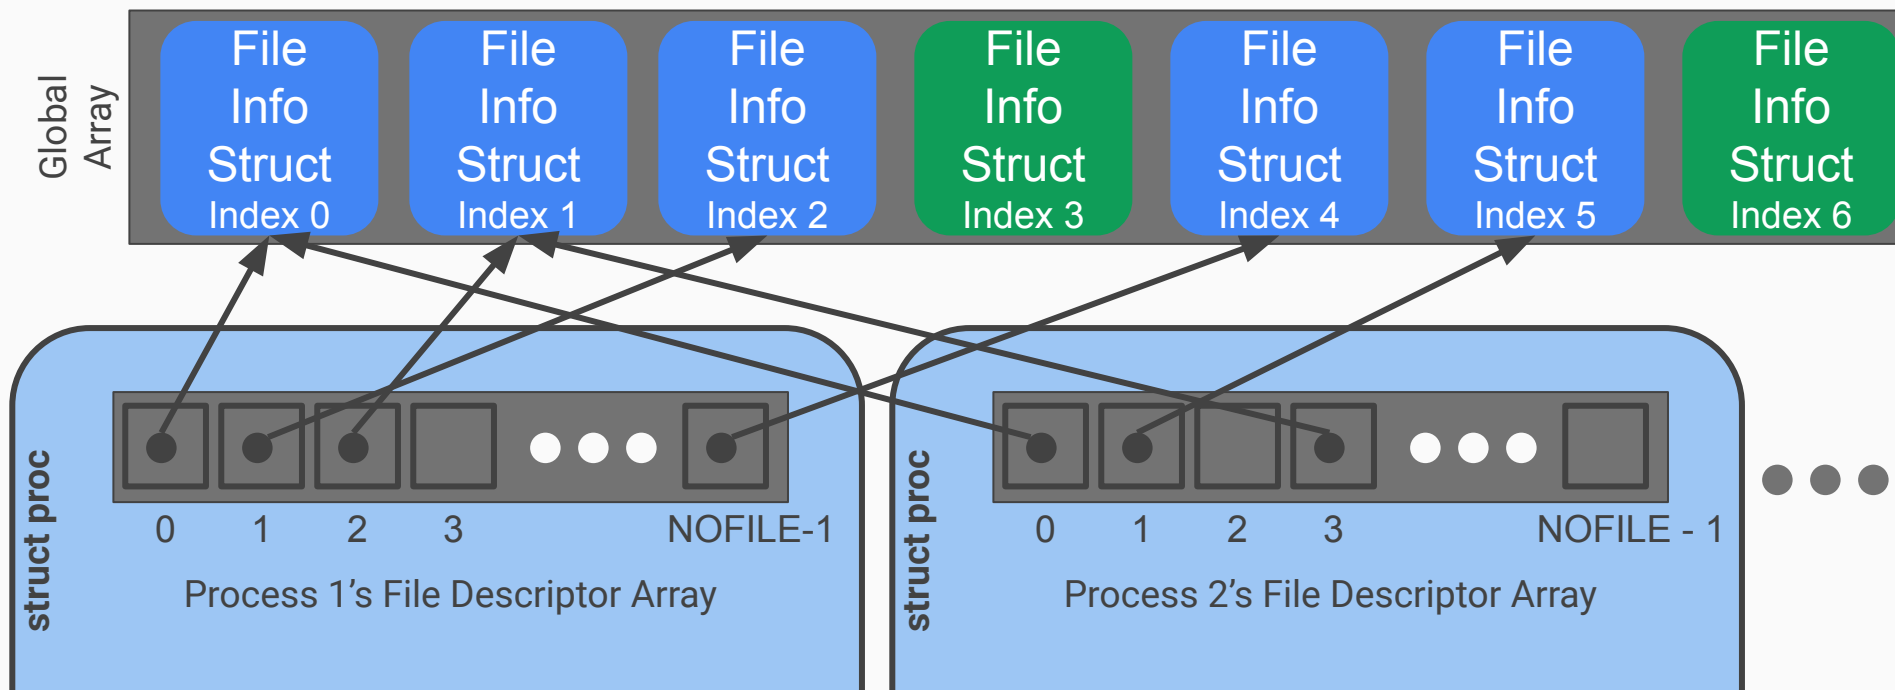 Global
Array
File
Info
Struct
Index 0
File
Info
Struct
Index 1
File
Info
Struct
Index 2
File
Info
Struct
Index 3
File
Info
Struct
Index 4
File
Info
Struct
Index 5
File
Info
Struct
Index 6
struct proc
0 1 2 3 NOFILE-1
Process 1’s File Descriptor Array
struct proc
0 1 2 3 NOFILE - 1
Process 2’s File Descriptor Array